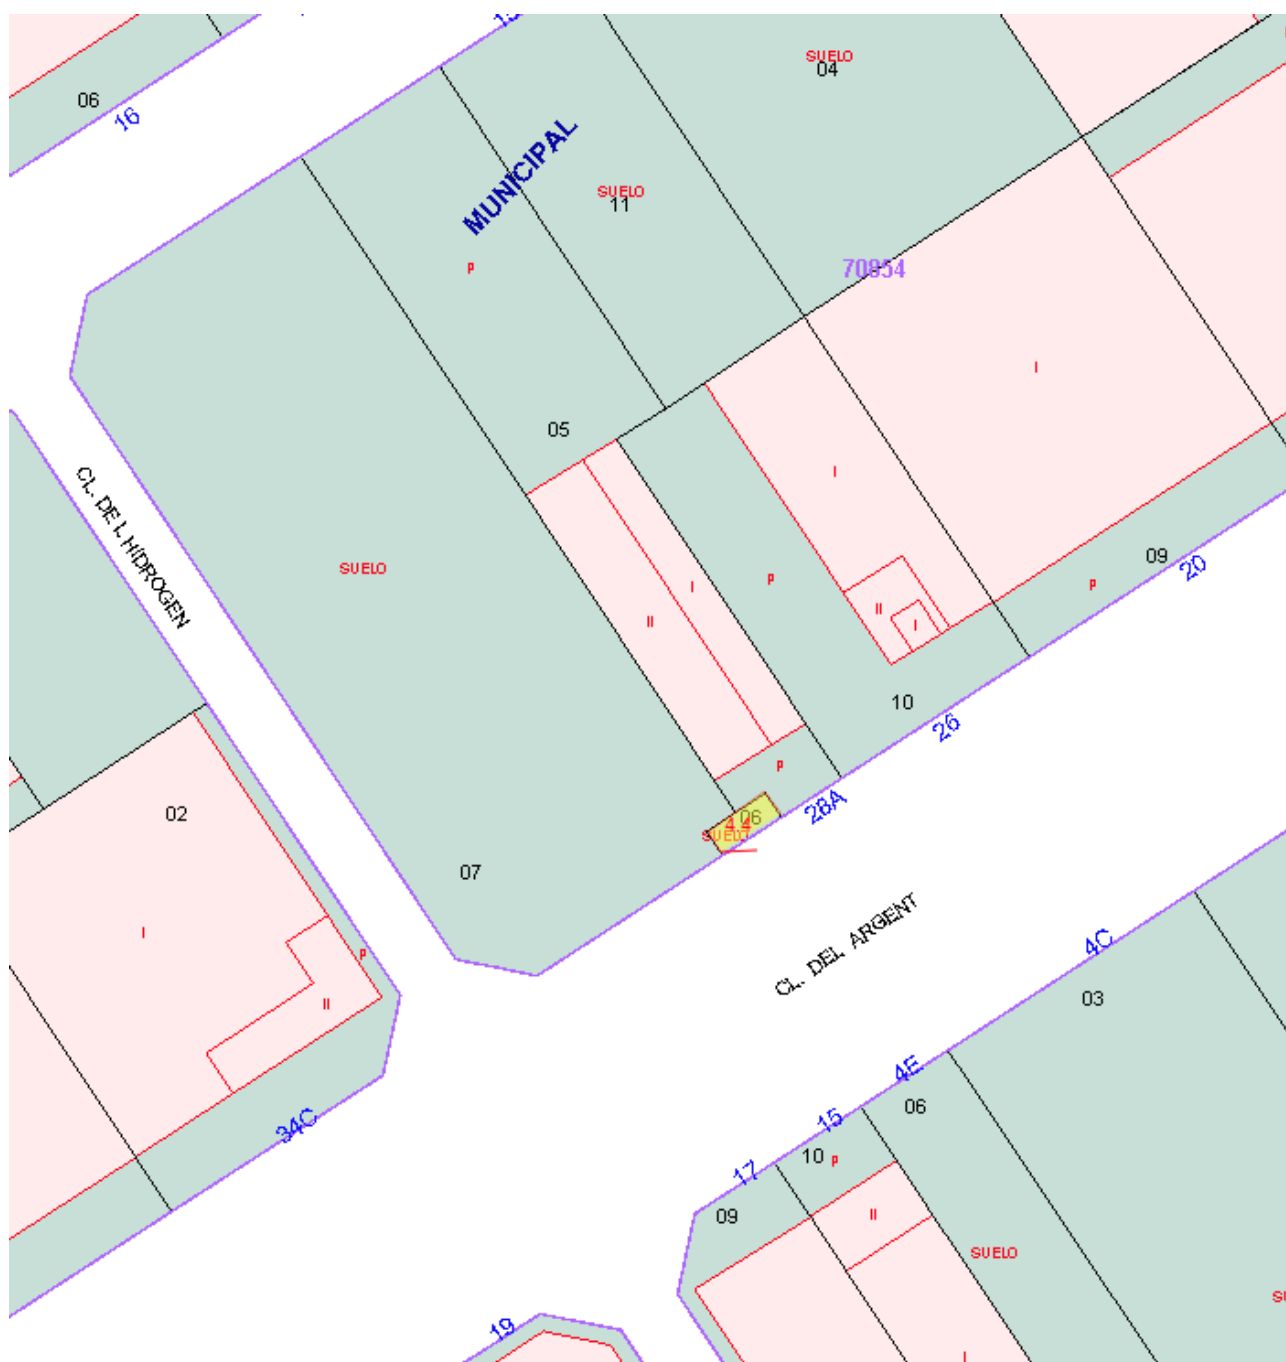 SUELO
04
06
16
MUNICIPAL
SUELO
11
P
70954
I
05
I
CL. DE L HIDROGEN
SUELO
I
P
09
20
P
II
II
I
10
26
P
28A
06
02
07
I
CL. DEL ARGENT
P
4C
II
03
4E
06
34C
15
10 P
17
09
II
SUELO
19
I